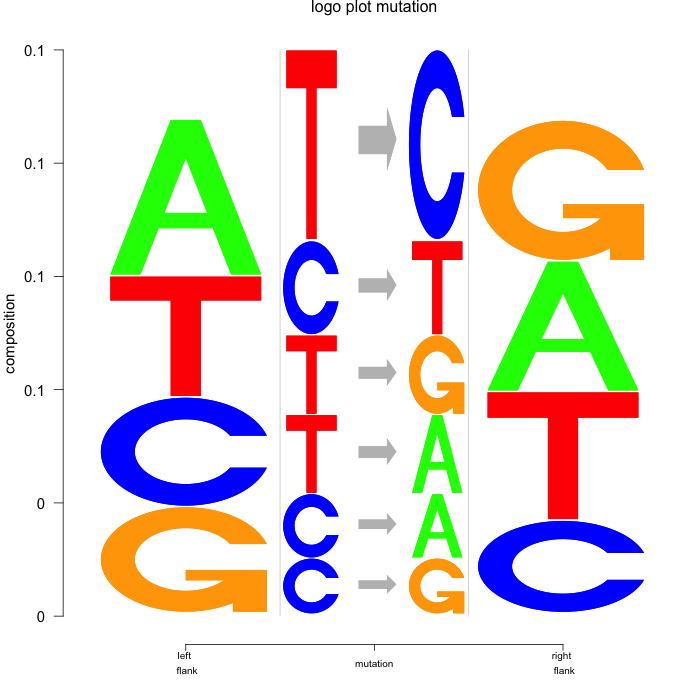 logo plot mutation
0.1
0.1
0.1
0.1
0
0
composition
A
T
C
G
T C
C T
T G
T A
C A
C G
G
A
T
C
left
flank
mutation
right
flank